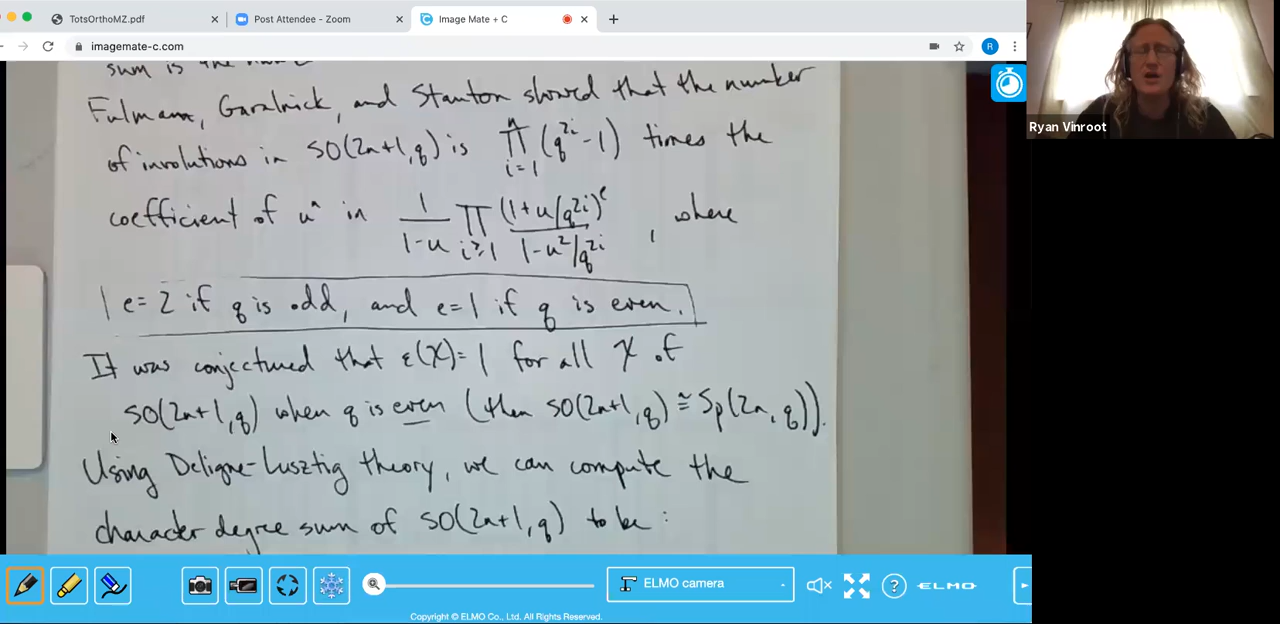 TotsOrthoMZ.pdf
Post Attendee - Zoom
Image Mate + C
imagemate-c.com
R
sum is the
Fulman, Guralnick, and Stanton showed that the number
of involutions in SO(2n+1,q) is ∏_{i=1}^{n} (q^{2i} - 1) times the
coefficient of u^n in 1/(1-u) ∏_{i≥1} (1+u/q^{2i})^e / (1-u^2/q^{2i}) , where
e=2 if q is odd, and e=1 if q is even.
It was conjectured that ε(χ)=1 for all χ of
SO(2n+1,q) when q is even (then SO(2n+1,q) ≅ Sp(2n,q)).
Using Deligne-Lusztig theory, we can compute the
character degree sum of SO(2n+1,q) to be:
Ryan Vinroot
ELMO camera
?
ELMO
Copyright © ELMO Co., Ltd. All Rights Reserved.